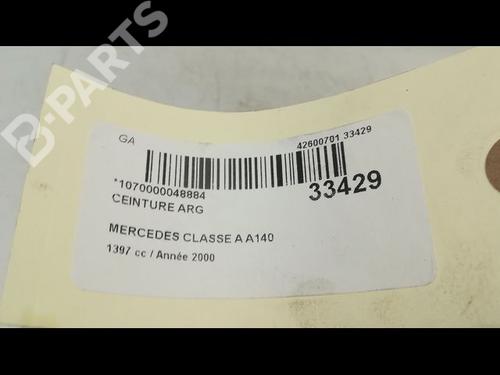 B-PARTS
GA
42600701 33429
*1070000048884
33429
CEINTURE ARG
MERCEDES CLASSE A A140
1397 cc / Année 2000